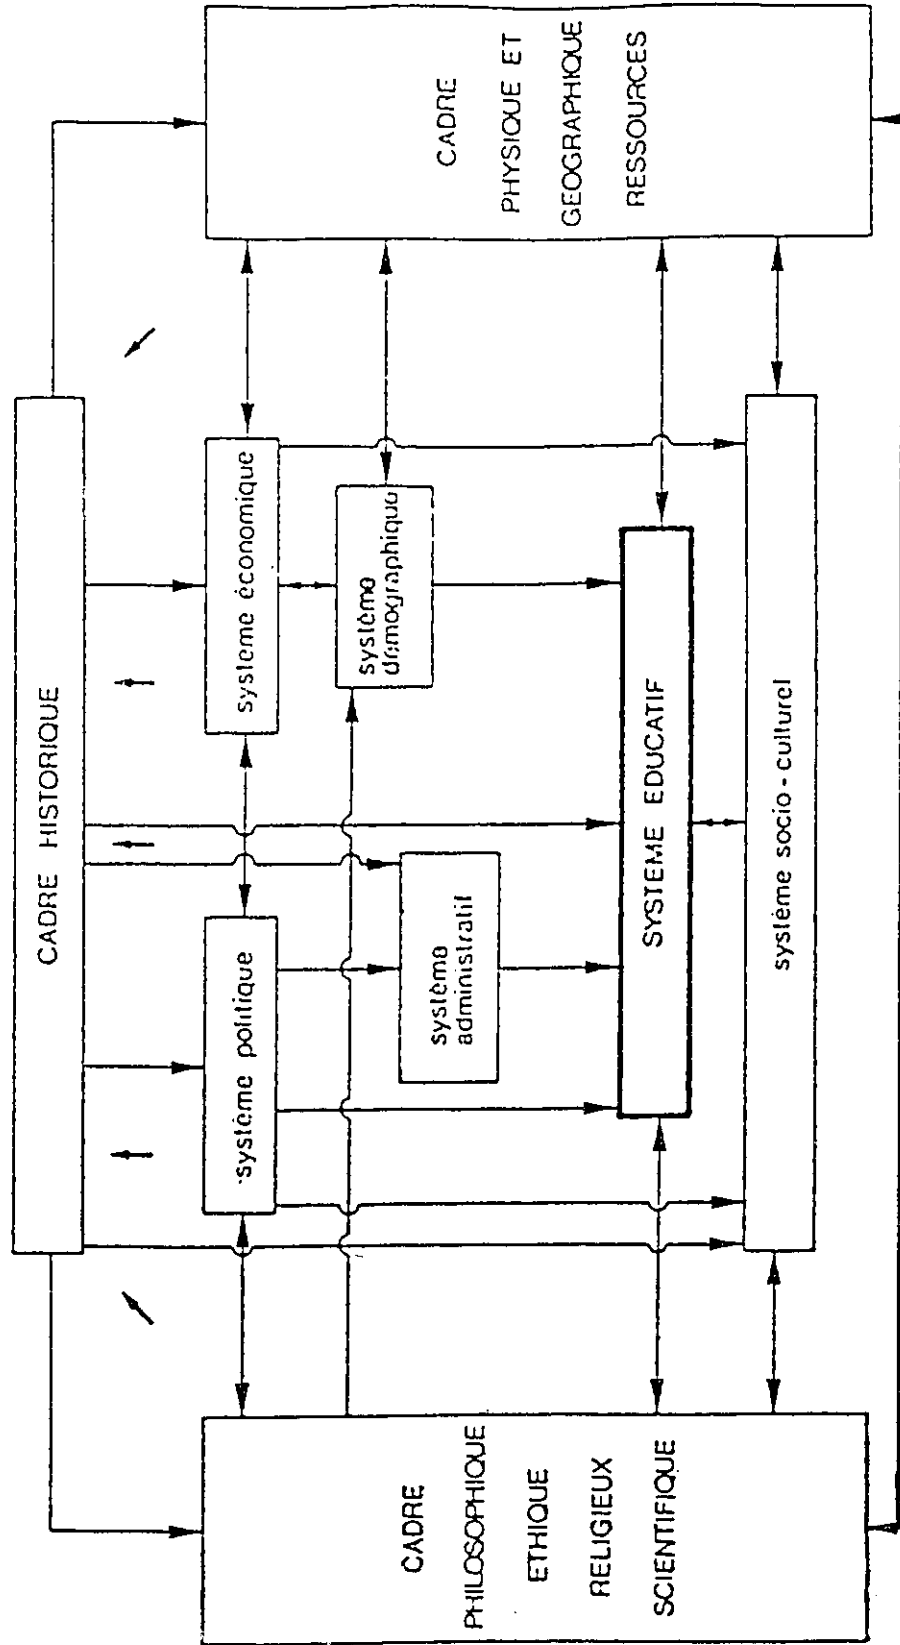 CADRE HISTORIQUE
CADRE
PHILOSOPHIQUE
ETHIQUE
RELIGIEUX
SCIENTIFIQUE
système politique
système économique
système
démographique
système
administratif
SYSTEME EDUCATIF
système socio-culturel
CADRE
PHYSIQUE ET
GEOGRAPHIQUE
RESSOURCES